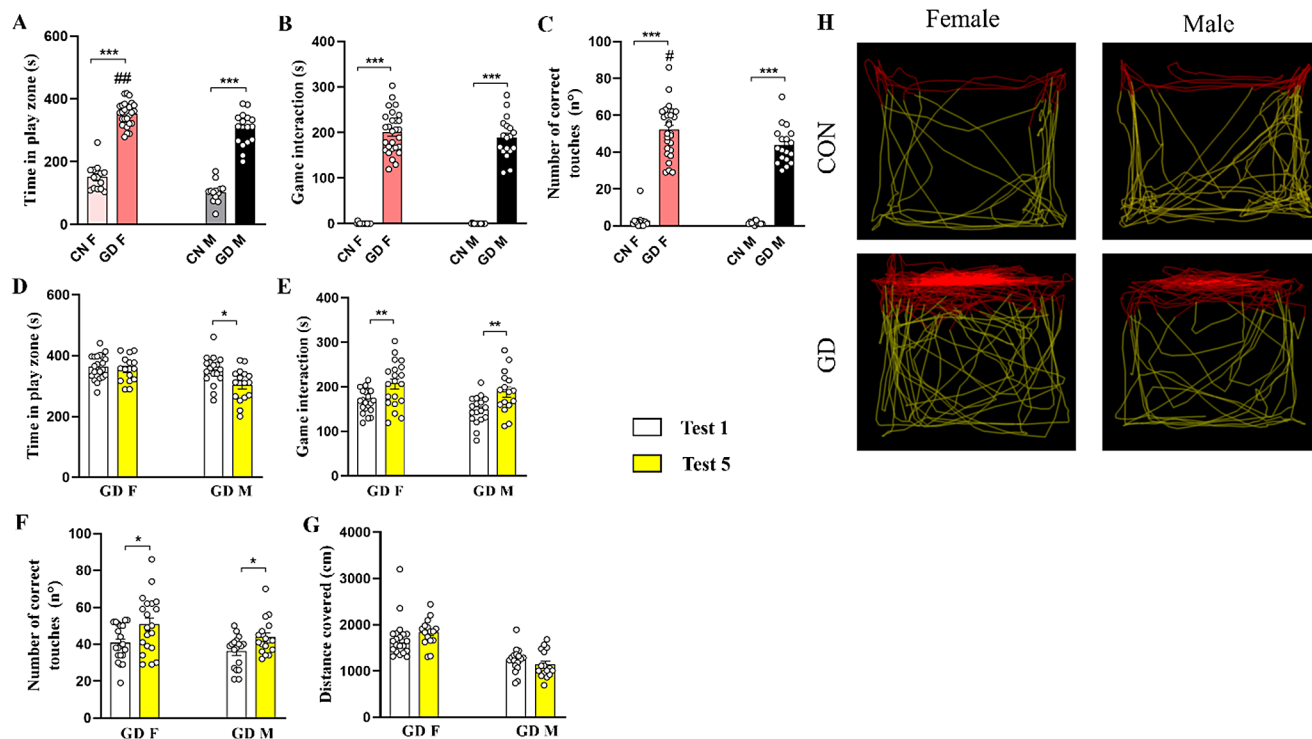 A
Time in play zone (s)
600
400
200
0
***
##
***
CN F
GD F
CN M
GD M
B
Game interaction (s)
400
300
200
100
0
***
***
CN F
GD F
CN M
GD M
C
Number of correct
touches (n°)
100
80
60
40
20
0
***
#
***
CN F
GD F
CN M
GD M
H
Female
Male
CON
GD
D
Time in play zone (s)
600
400
200
0
*
GD F
GD M
E
Game interaction (s)
400
300
200
100
0
**
**
GD F
GD M
Test 1
Test 5
F
Number of correct
touches (n°)
100
80
60
40
20
0
*
*
GD F
GD M
G
Distance covered (cm)
4000
3000
2000
1000
0
GD F
GD M